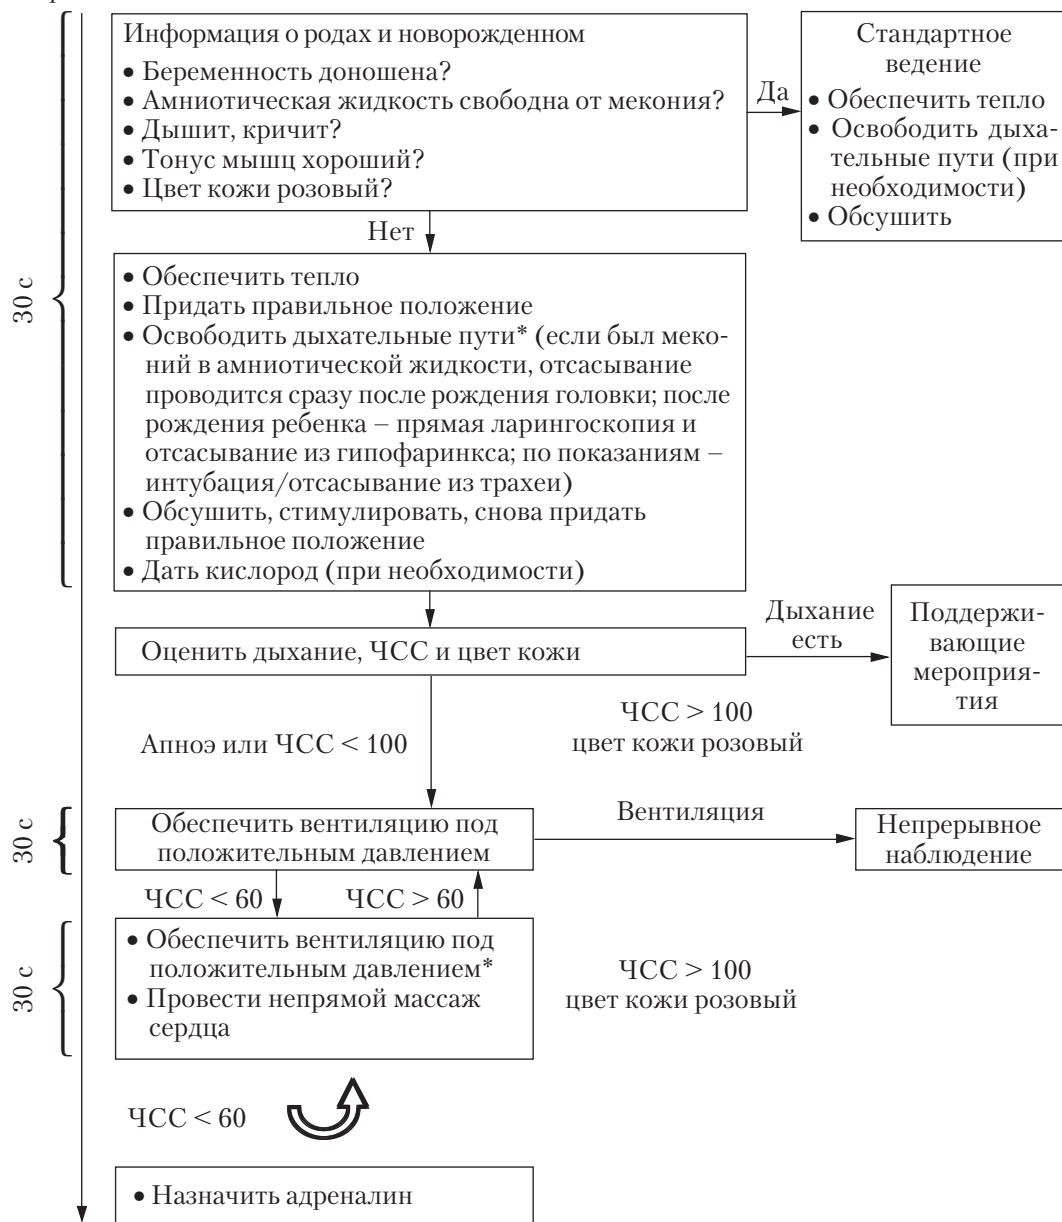 Информация о родах и новорожденном
• Беременность доношена?
• Амниотическая жидкость свободна от мекония?
• Дышит, кричит?
• Тонус мышц хороший?
• Цвет кожи розовый?
Да
Стандартное
ведение
• Обеспечить тепло
• Освободить дыха-
тельные пути (при
необходимости)
• Обсушить
Нет
30 с
• Обеспечить тепло
• Придать правильное положение
• Освободить дыхательные пути* (если был меко-
ний в амниотической жидкости, отсасывание
проводится сразу после рождения головки; после
рождения ребенка – прямая ларингоскопия и
отсасывание из гипофаринкса; по показаниям –
интубация/отсасывание из трахеи)
• Обсушить, стимулировать, снова придать
правильное положение
• Дать кислород (при необходимости)
Оценить дыхание, ЧСС и цвет кожи
Дыхание
есть
Поддержи-
вающие
мероприя-
тия
Апноэ или ЧСС < 100
ЧСС > 100
цвет кожи розовый
30 с
Обеспечить вентиляцию под
положительным давлением
Вентиляция
Непрерывное
наблюдение
ЧСС < 60
ЧСС > 60
30 с
• Обеспечить вентиляцию под
положительным давлением*
• Провести непрямой массаж
сердца
ЧСС > 100
цвет кожи розовый
ЧСС < 60
• Назначить адреналин